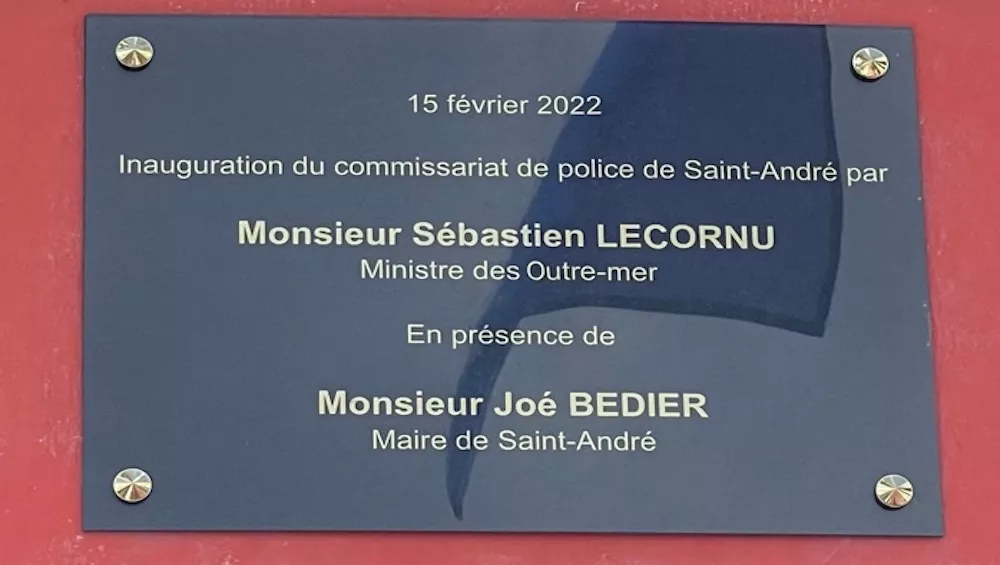 15 février 2022
Inauguration du commissariat de police de Saint-André par
Monsieur Sébastien LECORNU
Ministre des Outre-mer
En présence de
Monsieur Joé BEDIER
Maire de Saint-André